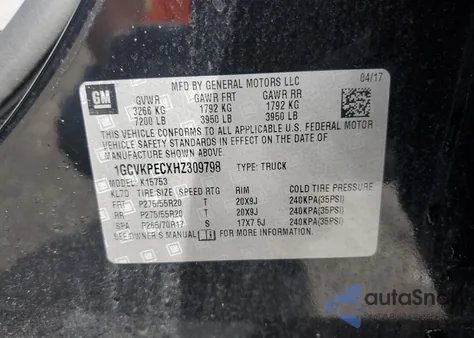 GM
MFD BY GENERAL MOTORS LLC
04/17
GVWR GAWR FRT GAWR RR
3266 KG 1792 KG 1792 KG
7200 LB 3950 LB 3950 LB
THIS VEHICLE CONFORMS TO ALL APPLICABLE U.S. FEDERAL MOTOR
VEHICLE SAFETY STANDARDS IN EFFECT ON THE DATE OF
MANUFACTURE SHOWN ABOVE.
1GCVKPECXHZ309798 TYPE: TRUCK
MODEL: K15753
KLTD TIRE SIZE SPEED RTG RIM COLD TIRE PRESSURE
FRT P275/55R20 T 20X9J 240KPA(35PSI)
RR P275/55R20 T 20X9J 240KPA(35PSI)
SPA P265/70R17 S 17X7.5J 240KPA(35PSI)
SEE OWNER'S MANUAL